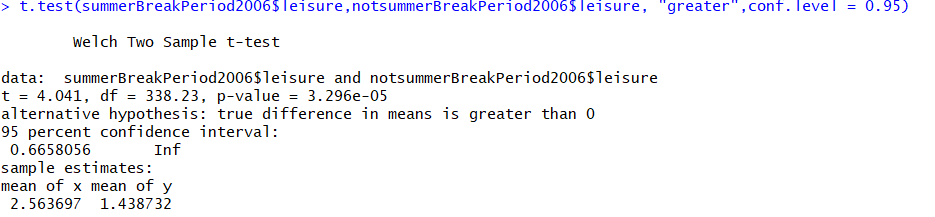 > t.test(summerBreakPeriod2006$leisure,notsummerBreakPeriod2006$leisure, "greater",conf.level = 0.95)
Welch Two Sample t-test
data:  summerBreakPeriod2006$leisure and notsummerBreakPeriod2006$leisure
t = 4.041, df = 338.23, p-value = 3.296e-05
alternative hypothesis: true difference in means is greater than 0
95 percent confidence interval:
 0.6658056       Inf
sample estimates:
mean of x mean of y
 2.563697  1.438732